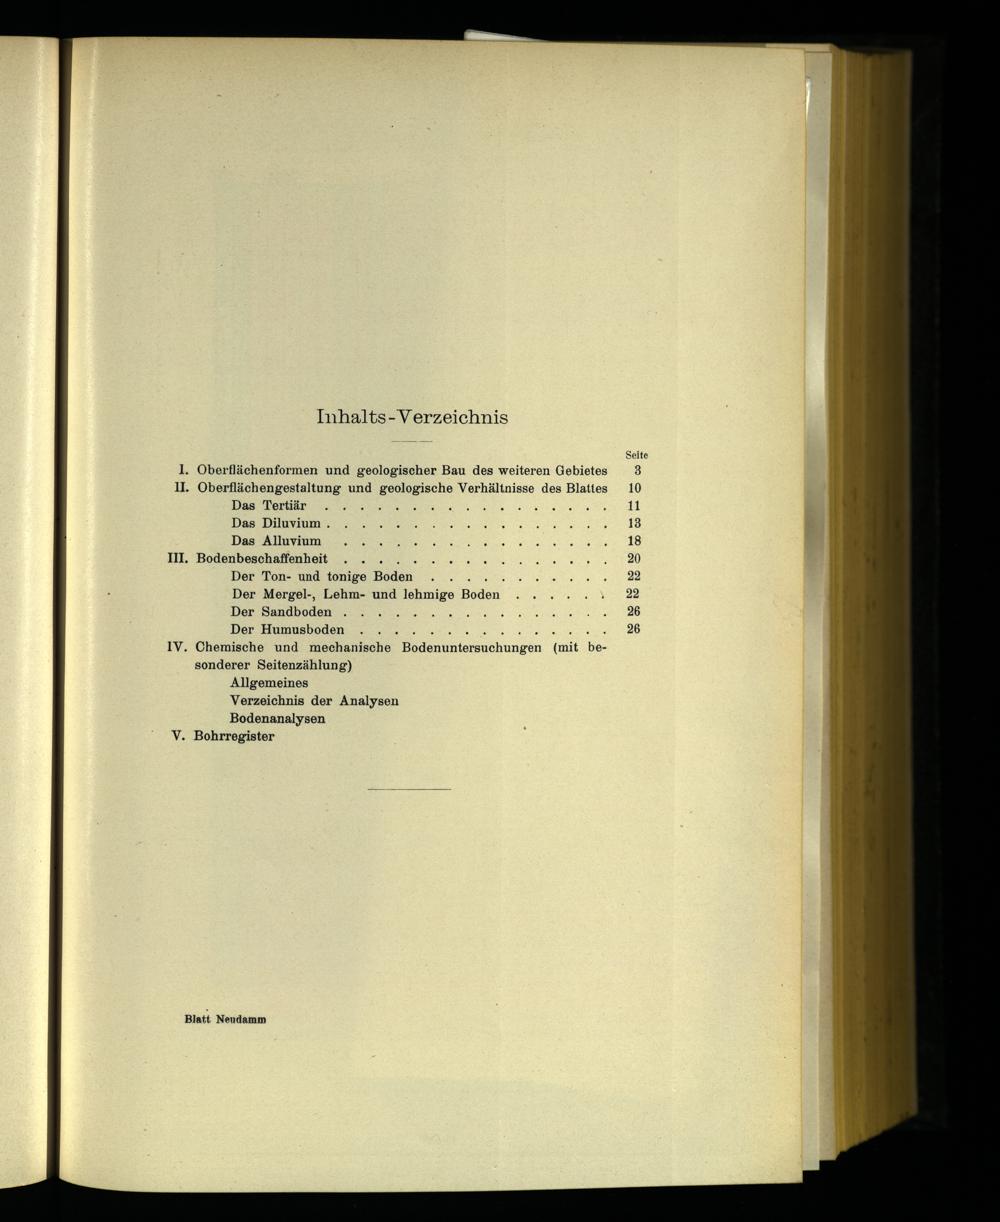 Inhalts-Verzeichnis
Seite
I. Oberflächenformen und geologischer Bau des weiteren Gebietes 3
II. Oberflächengestaltung und geologische Verhältnisse des Blattes 10
Das Tertiär . . . . . . . . . . . . . . . . . 11
Das Diluvium . . . . . . . . . . . . . . . . . 13
Das Alluvium . . . . . . . . . . . . . . . . 18
III. Bodenbeschaffenheit . . . . . . . . . . . . . . . . 20
Der Ton- und tonige Boden . . . . . . . . . . . 22
Der Mergel-, Lehm- und lehmige Boden . . . . . . 22
Der Sandboden . . . . . . . . . . . . . . . . 26
Der Humusboden . . . . . . . . . . . . . . . 26
IV. Chemische und mechanische Bodenuntersuchungen (mit be-
sonderer Seitenzählung)
Allgemeines
Verzeichnis der Analysen
Bodenanalysen
V. Bohrregister
Blatt Neudamm